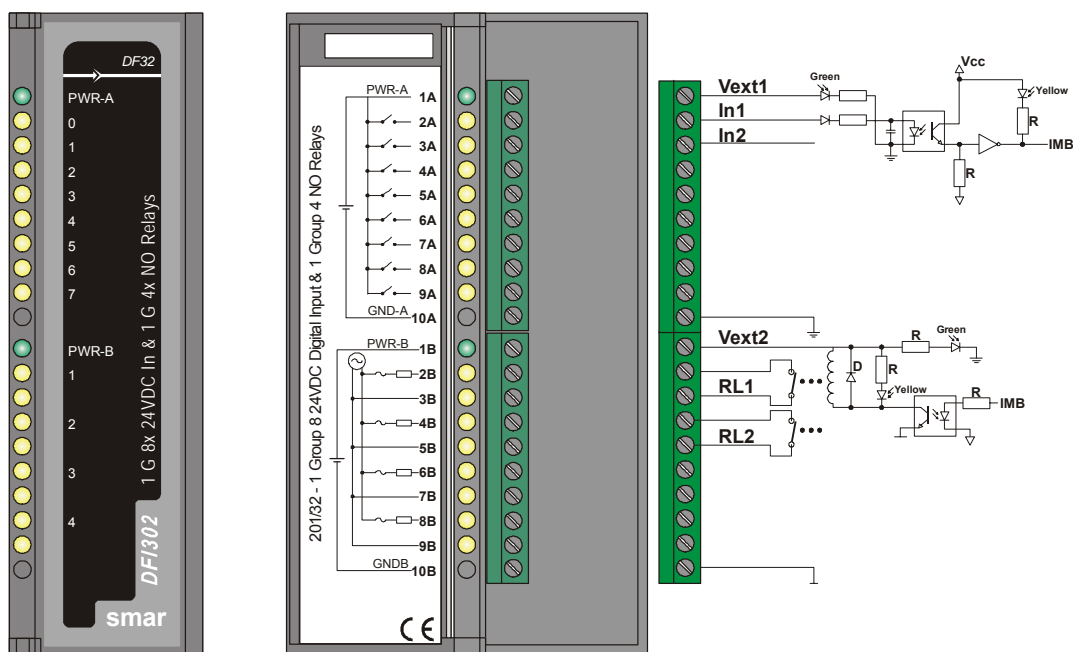 DF32
PWR-A
0
1
2
3
4
5
6
7
PWR-B
1
2
3
4
1 G 8x 24VDC In & 1 G 4x NO Relays
DFI302
smar
201/32 - 1 Group 8 24VDC Digital Input & 1 Group 4 NO Relays
PWR-A 1A
2A
3A
4A
5A
6A
7A
8A
9A
GND-A 10A
PWR-B 1B
2B
3B
4B
5B
6B
7B
8B
9B
GNDB 10B
CE
Vext1
In1
In2
Green
Vcc
Yellow
R
IMB
R
Vext2
RL1
RL2
D
R
Green
R
Yellow
R
IMB